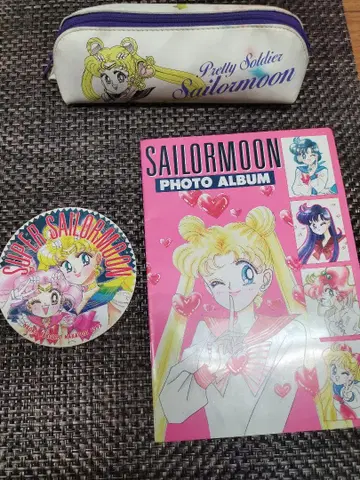 Pretty Soldier
Sailormoon
SAILORMOON
PHOTO ALBUM
SUPER SAILORMOON